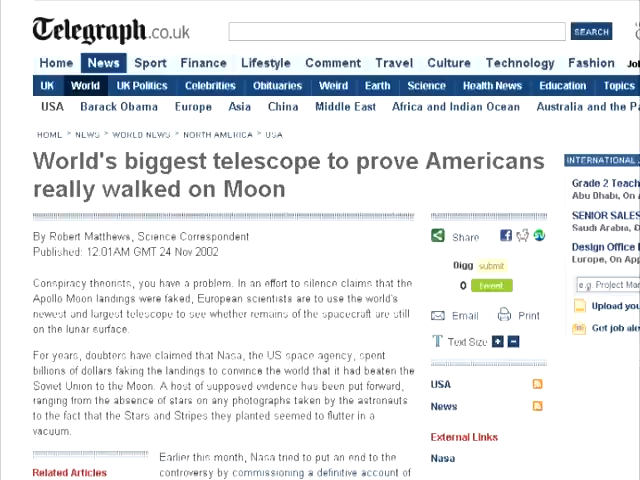 Telegraph.co.uk
SEARCH
Home News Sport Finance Lifestyle Comment Travel Culture Technology Fashion
UK World UK Politics Celebrities Obituaries Weird Earth Science Health News Education Topics
USA Barack Obama Europe Asia China Middle East Africa and Indian Ocean Australia and the
HOME > NEWS > WORLD NEWS > NORTH AMERICA > USA
World's biggest telescope to prove Americans
really walked on Moon
By Robert Matthews, Science Correspondent
Published: 12:01AM GMT 24 Nov 2002
Conspiracy theorists, you have a problem. In an effort to silence claims that the
Apollo Moon landings were faked, European scientists are to use the world's
newest and largest telescope to see whether remains of the spacecraft are still
on the lunar surface.
For years, doubters have claimed that Nasa, the US space agency, spent
billions of dollars faking the landings to convince the world that it had beaten the
Soviet Union to the Moon. A host of supposed evidence has been put forward,
ranging from the absence of stars on any photographs taken by the astronauts
to the fact that the Stars and Stripes they planted seemed to flutter in a
vacuum.
Related Articles
Earlier this month, Nasa tried to put an end to the
controversy by commissioning a definitive account of
Share
Digg submit
0 tweet
Email Print
Text Size + -
USA
News
External Links
Nasa
INTERNATIONAL
Grade 2 Teach
Abu Dhabi, On
SENIOR SALES
Saudi Arabia,
Design Office
Europe, On App
e.g. Project Man
Upload you
Get job ale